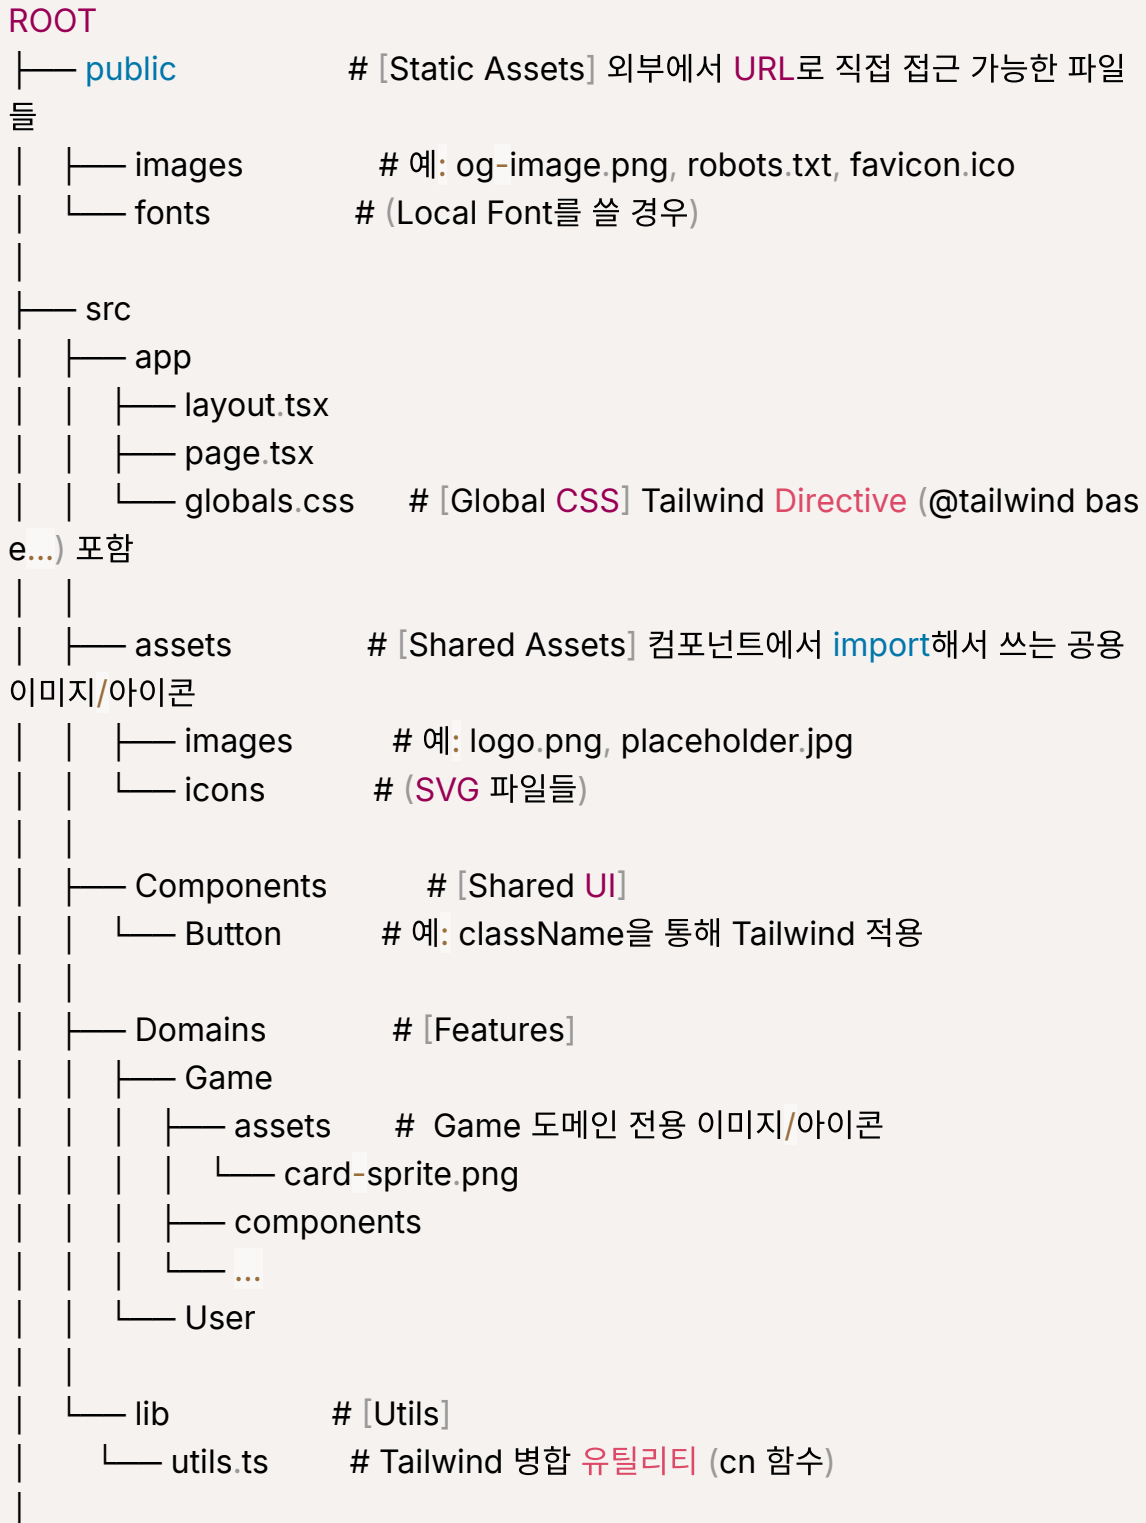 ROOT
├── public                  # [Static Assets] 외부에서 URL로 직접 접근 가능한 파일
들
│   ├── images              # 예: og-image.png, robots.txt, favicon.ico
│   └── fonts               # (Local Font를 쓸 경우)
│
├── src
│   ├── app
│   │   ├── layout.tsx
│   │   ├── page.tsx
│   │   └── globals.css      # [Global CSS] Tailwind Directive (@tailwind bas
e...) 포함
│   │
│   ├── assets              # [Shared Assets] 컴포넌트에서 import해서 쓰는 공용
이미지/아이콘
│   │   ├── images          # 예: logo.png, placeholder.jpg
│   │   └── icons           # (SVG 파일들)
│   │
│   ├── Components          # [Shared UI]
│   │   └── Button          # 예: className을 통해 Tailwind 적용
│   │
│   ├── Domains             # [Features]
│   │   ├── Game
│   │   │   ├── assets      #  Game 도메인 전용 이미지/아이콘
│   │   │   │   └── card-sprite.png
│   │   │   ├── components
│   │   │   └── ...
│   │   └── User
│   │
│   └── lib                 # [Utils]
│       └── utils.ts        # Tailwind 병합 유틸리티 (cn 함수)
│